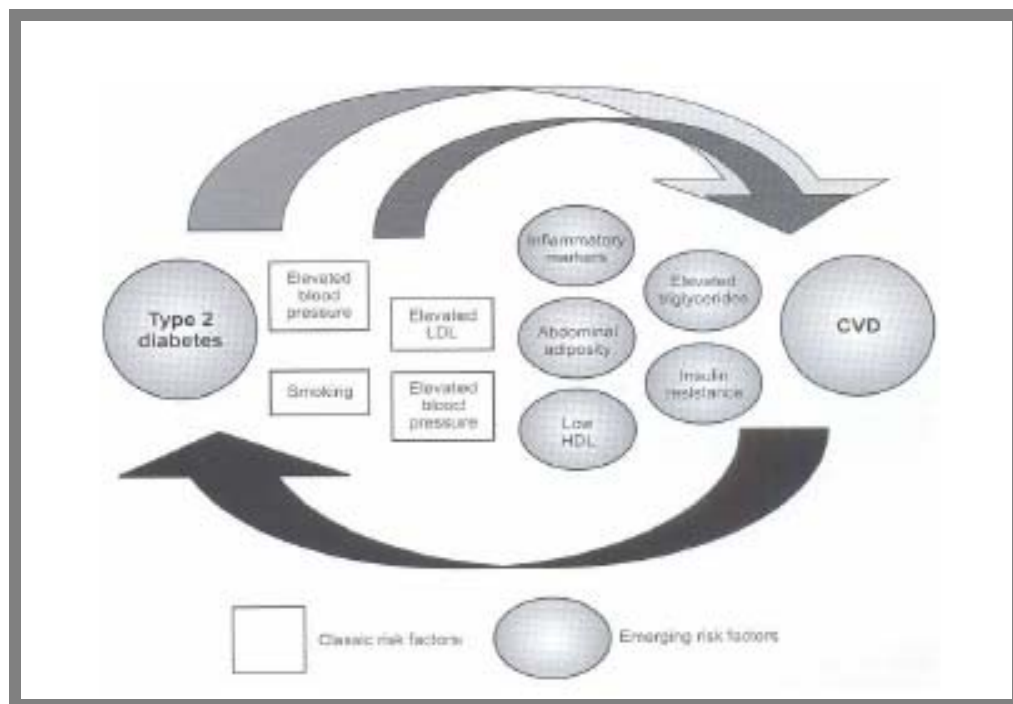 Type 2
diabetes
Elevated
blood
pressure
Smoking
Elevated
LDL
Elevated
blood
pressure
Inflammatory
markers
Abdominal
adiposity
Low
HDL
Elevated
triglycerides
Insulin
resistance
CVD
Classic risk factors
Emerging risk factors